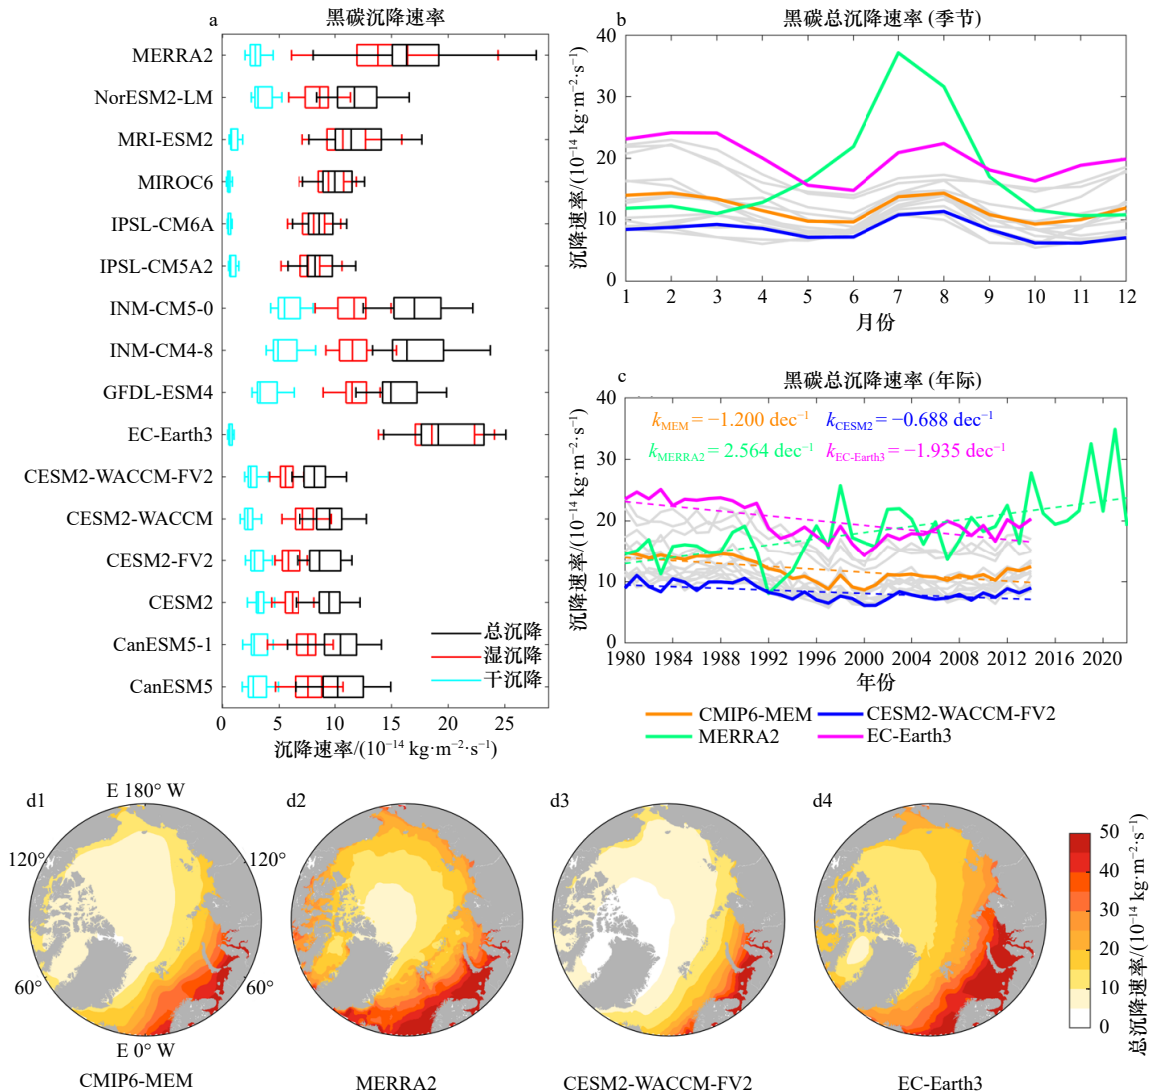 a
黑碳沉降速率
MERRA2
NorESM2-LM
MRI-ESM2
MIROC6
IPSL-CM6A
IPSL-CM5A2
INM-CM5-0
INM-CM4-8
GFDL-ESM4
EC-Earth3
CESM2-WACCM-FV2
CESM2-WACCM
CESM2-FV2
CESM2
CanESM5-1
CanESM5
总沉降
湿沉降
干沉降
0 5 10 15 20 25
沉降速率/(10⁻¹⁴ kg·m⁻²·s⁻¹)
b
黑碳总沉降速率 (季节)
沉降速率/(10⁻¹⁴ kg·m⁻²·s⁻¹)
40
30
20
10
0
1 2 3 4 5 6 7 8 9 10 11 12
月份
c
黑碳总沉降速率 (年际)
沉降速率/(10⁻¹⁴ kg·m⁻²·s⁻¹)
40
30
20
10
0
k_MEM = −1.200 dec⁻¹ k_CESM2 = −0.688 dec⁻¹
k_MERRA2 = 2.564 dec⁻¹ k_EC-Earth3 = −1.935 dec⁻¹
1980 1984 1988 1992 1996 2000 2004 2008 2012 2016 2020
年份
CMIP6-MEM CESM2-WACCM-FV2
MERRA2 EC-Earth3
d1
E 180° W
120° 120°
60° 60°
E 0° W
CMIP6-MEM
d2
MERRA2
d3
CESM2-WACCM-FV2
d4
EC-Earth3
50
40
30
20
10
0
总沉降速率/(10⁻¹⁴ kg·m⁻²·s⁻¹)